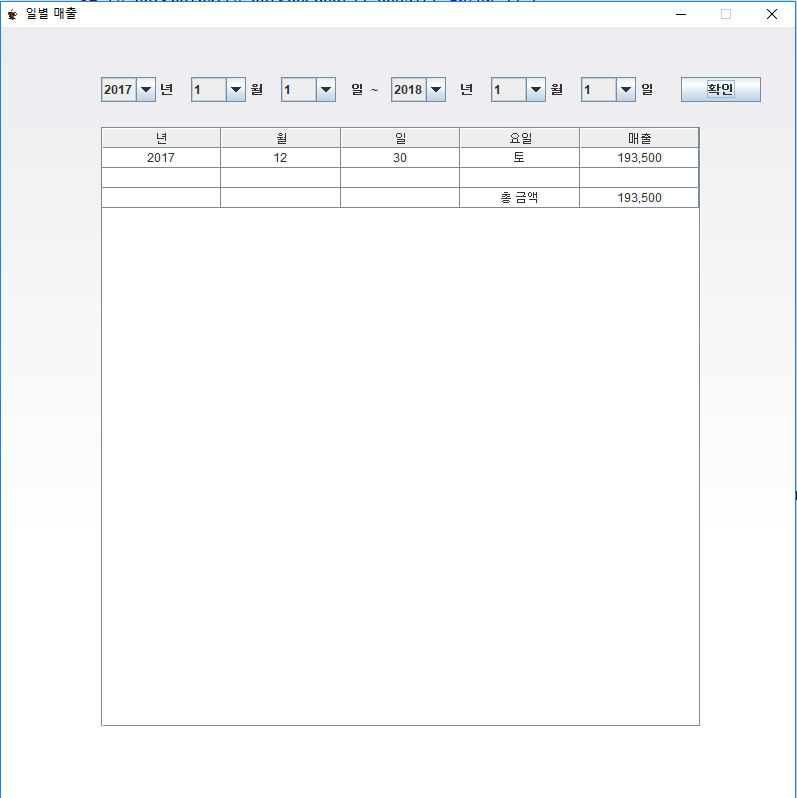 일별 매출
2017 년 1 월 1 일 ~ 2018 년 1 월 1 일 확인
년 월 일 요일 매출
2017 12 30 토 193,500
총 금액 193,500